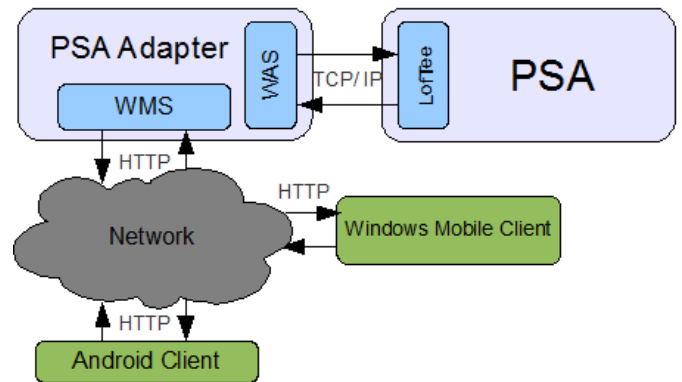 PSA Adapter
WAS
TCP/ IP
LofTee
PSA
WMS
HTTP
HTTP
Network
Windows Mobile Client
HTTP
Android Client